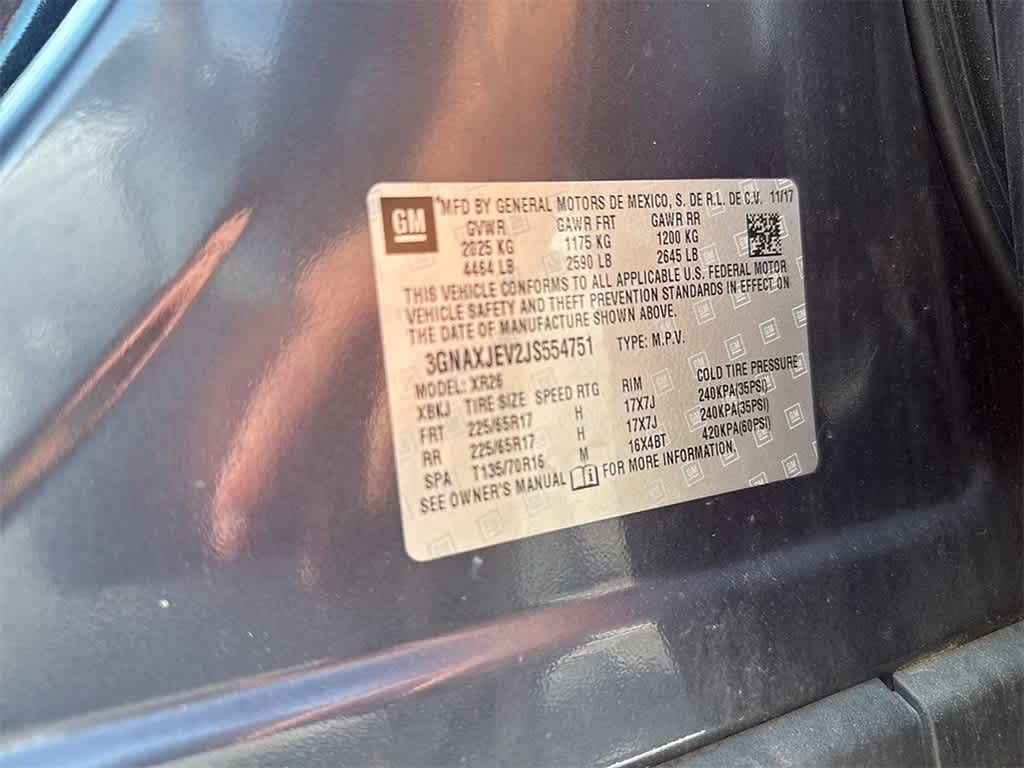 GM
*MFD BY GENERAL MOTORS DE MEXICO, S. DE R.L. DE C.V. 11/17
GVWR GAWR FRT GAWR RR
2025 KG 1175 KG 1200 KG
4464 LB 2590 LB 2645 LB
THIS VEHICLE CONFORMS TO ALL APPLICABLE U.S. FEDERAL MOTOR
VEHICLE SAFETY AND THEFT PREVENTION STANDARDS IN EFFECT ON
THE DATE OF MANUFACTURE SHOWN ABOVE.
3GNAXJEV2JS554751 TYPE: M.P.V.
MODEL: XR26
XBKJ TIRE SIZE SPEED RTG RIM COLD TIRE PRESSURE
FRT 225/65R17 H 17X7J 240KPA(35PSI)
RR 225/65R17 H 17X7J 240KPA(35PSI)
SPA T135/70R16 M 16X4BT 420KPA(60PSI)
SEE OWNER'S MANUAL FOR MORE INFORMATION.